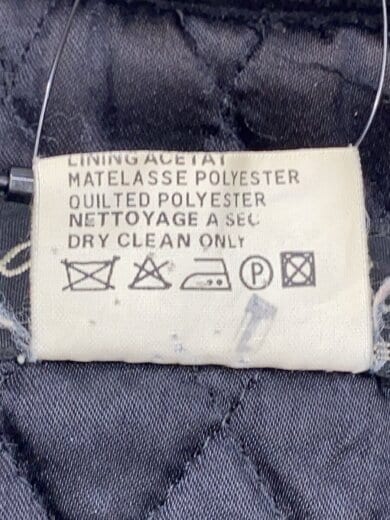 LINING ACETAT
MATELASSE POLYESTER
QUILTED POLYESTER
NETTOYAGE A SEC
DRY CLEAN ONLY
P